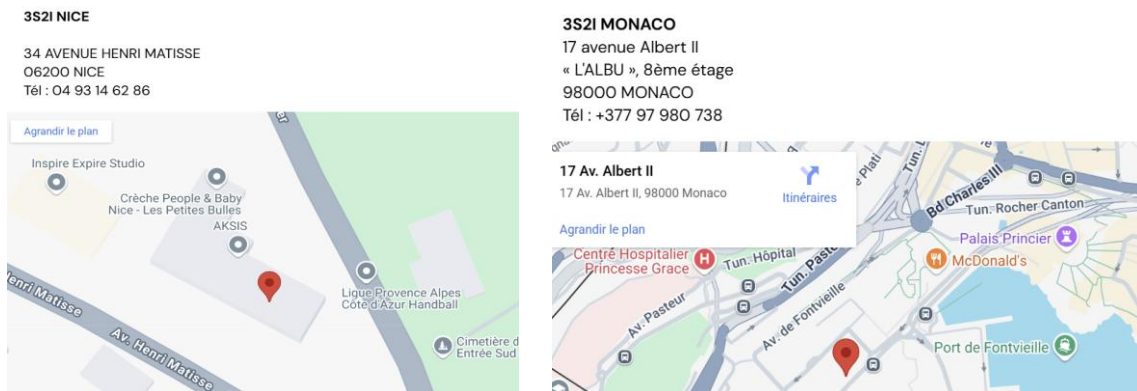 3S2I NICE
34 AVENUE HENRI MATISSE
06200 NICE
Tél : 04 93 14 62 86
Agrandir le plan
Inspire Expire Studio
Crèche People & Baby
Nice - Les Petites Bulles
AKSIS
Ligue Provence Alpes
Côte d'Azur Handball
Henri Matisse
Av. Henri Matisse
Cimetière d
Entrée Sud
3S2I MONACO
17 avenue Albert II
« L'ALBU », 8ème étage
98000 MONACO
Tél : +377 97 980 738
17 Av. Albert II
17 Av. Albert II, 98000 Monaco
Itinéraires
Agrandir le plan
Bd Charles III
Tun. Rocher Canton
Palais Princier
McDonald's
Centre Hospitalier
Princesse Grace
Tun. Hôpital
Tun. Paste
Av. Pasteur
Av. de Fontvieille
Port de Fontvieille